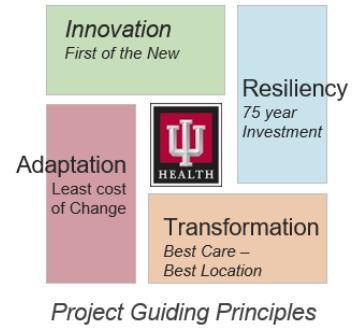 Innovation
First of the New
Resiliency
75 year
Investment
Adaptation
Least cost
of Change
HEALTH
Transformation
Best Care –
Best Location
Project Guiding Principles